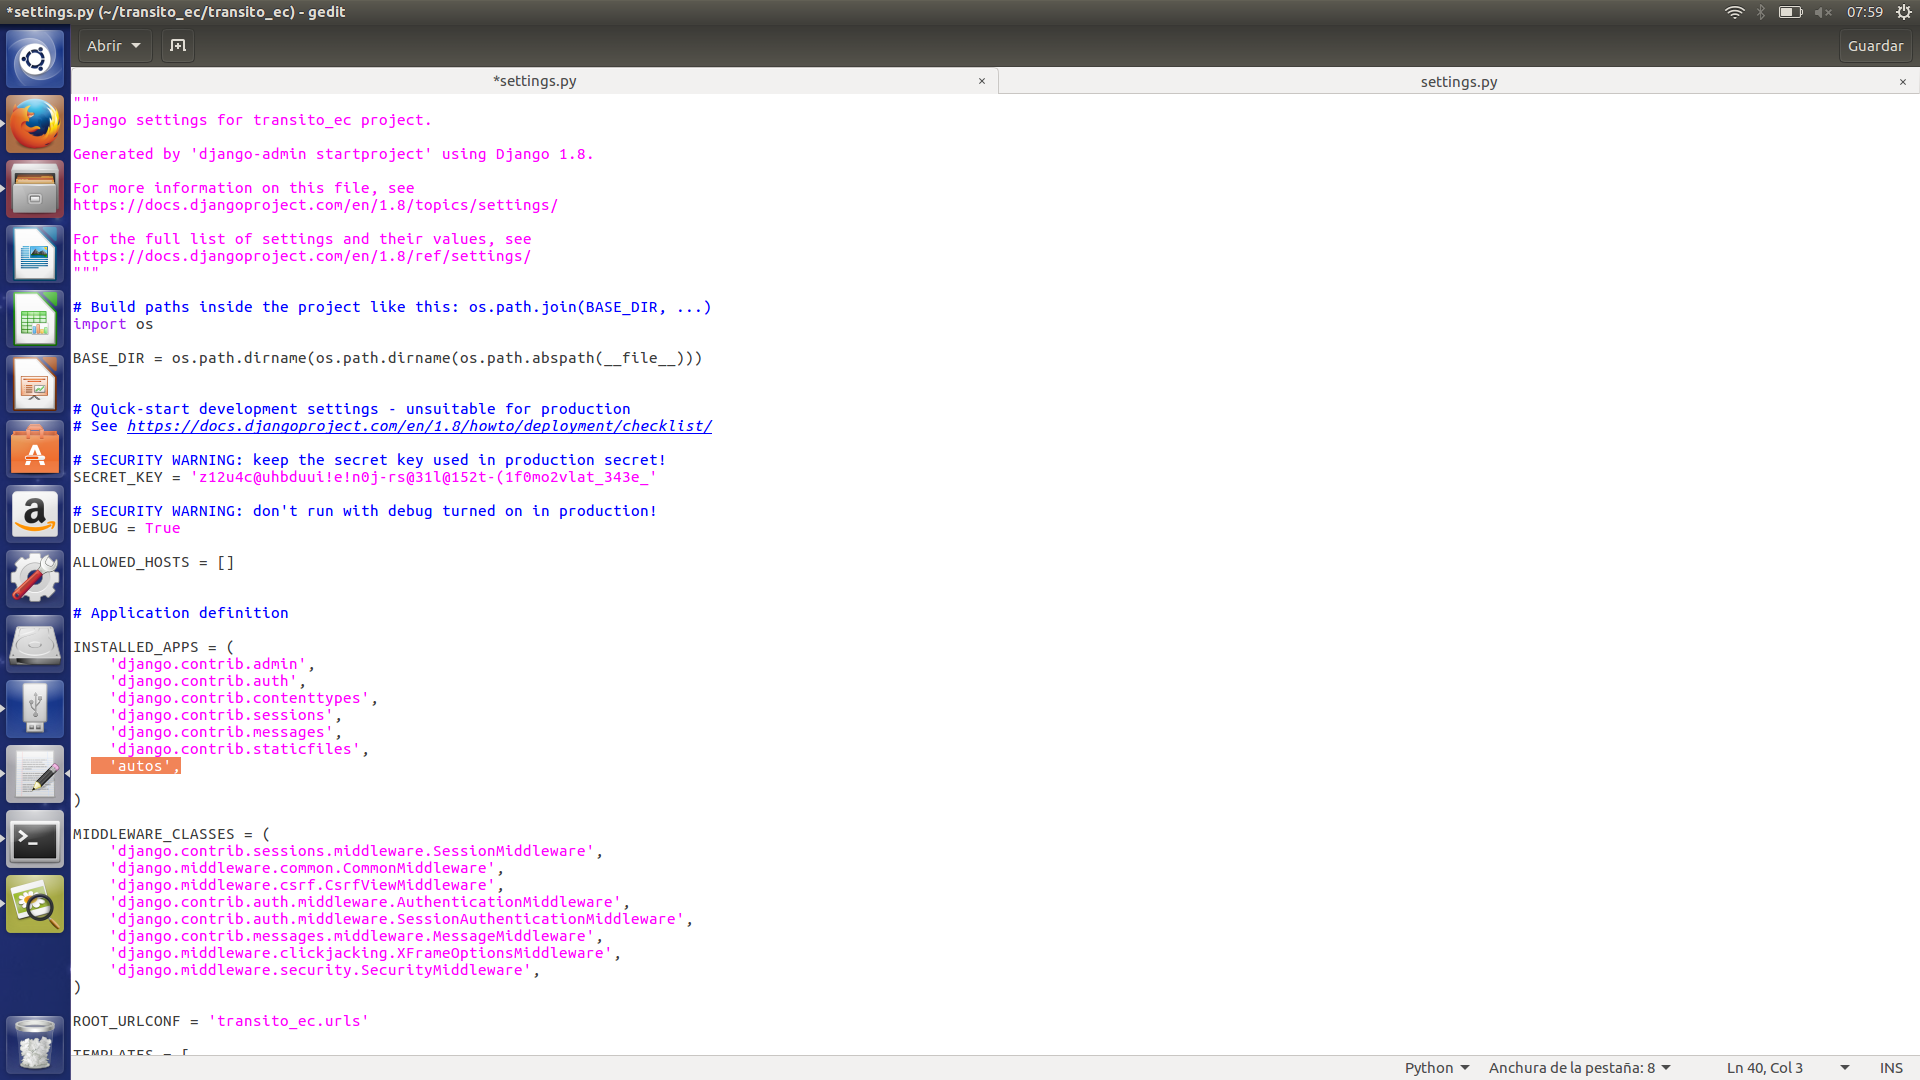 *settings.py (~/transito_ec/transito_ec) - gedit
07:59
Abrir
Guardar
*settings.py
×
settings.py
×
"""
Django settings for transito_ec project.
Generated by 'django-admin startproject' using Django 1.8.
For more information on this file, see
https://docs.djangoproject.com/en/1.8/topics/settings/
For the full list of settings and their values, see
https://docs.djangoproject.com/en/1.8/ref/settings/
"""
# Build paths inside the project like this: os.path.join(BASE_DIR, ...)
import os
BASE_DIR = os.path.dirname(os.path.dirname(os.path.abspath(__file__)))
# Quick-start development settings - unsuitable for production
# See https://docs.djangoproject.com/en/1.8/howto/deployment/checklist/
# SECURITY WARNING: keep the secret key used in production secret!
SECRET_KEY = 'z12u4c@uhbduui!e!n0j-rs@31l@152t-(1f0mo2vlat_343e_'
# SECURITY WARNING: don't run with debug turned on in production!
DEBUG = True
ALLOWED_HOSTS = []
# Application definition
INSTALLED_APPS = (
    'django.contrib.admin',
    'django.contrib.auth',
    'django.contrib.contenttypes',
    'django.contrib.sessions',
    'django.contrib.messages',
    'django.contrib.staticfiles',
    'autos',
)
MIDDLEWARE_CLASSES = (
    'django.contrib.sessions.middleware.SessionMiddleware',
    'django.middleware.common.CommonMiddleware',
    'django.middleware.csrf.CsrfViewMiddleware',
    'django.contrib.auth.middleware.AuthenticationMiddleware',
    'django.contrib.auth.middleware.SessionAuthenticationMiddleware',
    'django.contrib.messages.middleware.MessageMiddleware',
    'django.middleware.clickjacking.XFrameOptionsMiddleware',
    'django.middleware.security.SecurityMiddleware',
)
ROOT_URLCONF = 'transito_ec.urls'
TEMPLATES = [
Python
Anchura de la pestaña: 8
Ln 40, Col 3
INS